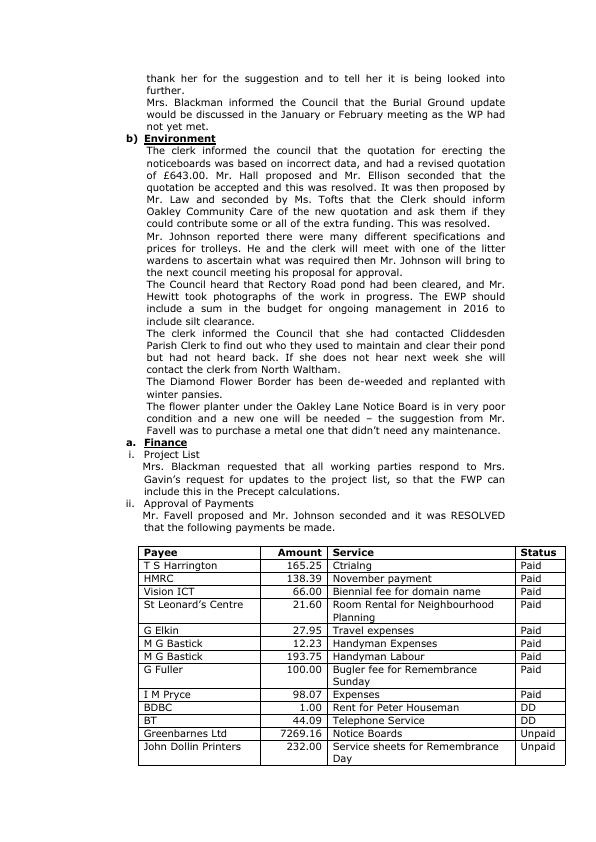 thank her for the suggestion and to tell her it is being looked into
further.
Mrs. Blackman informed the Council that the Burial Ground update
would be discussed in the January or February meeting as the WP had
not yet met.
b) Environment
The clerk informed the council that the quotation for erecting the
noticeboards was based on incorrect data, and had a revised quotation
of £643.00. Mr. Hall proposed and Mr. Ellison seconded that the
quotation be accepted and this was resolved. It was then proposed by
Mr. Law and seconded by Ms. Tofts that the Clerk should inform
Oakley Community Care of the new quotation and ask them if they
could contribute some or all of the extra funding. This was resolved.
Mr. Johnson reported there were many different specifications and
prices for trolleys. He and the clerk will meet with one of the litter
wardens to ascertain what was required then Mr. Johnson will bring to
the next council meeting his proposal for approval.
The Council heard that Rectory Road pond had been cleared, and Mr.
Hewitt took photographs of the work in progress. The EWP should
include a sum in the budget for ongoing management in 2016 to
include silt clearance.
The clerk informed the Council that she had contacted Cliddesden
Parish Clerk to find out who they used to maintain and clear their pond
but had not heard back. If she does not hear next week she will
contact the clerk from North Waltham.
The Diamond Flower Border has been de-weeded and replanted with
winter pansies.
The flower planter under the Oakley Lane Notice Board is in very poor
condition and a new one will be needed – the suggestion from Mr.
Favell was to purchase a metal one that didn't need any maintenance.
a. Finance
i. Project List
Mrs. Blackman requested that all working parties respond to Mrs.
Gavin's request for updates to the project list, so that the FWP can
include this in the Precept calculations.
ii. Approval of Payments
Mr. Favell proposed and Mr. Johnson seconded and it was RESOLVED
that the following payments be made.
Payee Amount Service Status
T S Harrington 165.25 Ctrialng Paid
HMRC 138.39 November payment Paid
Vision ICT 66.00 Biennial fee for domain name Paid
St Leonard's Centre 21.60 Room Rental for Neighbourhood Paid
Planning
G Elkin 27.95 Travel expenses Paid
M G Bastick 12.23 Handyman Expenses Paid
M G Bastick 193.75 Handyman Labour Paid
G Fuller 100.00 Bugler fee for Remembrance Paid
Sunday
I M Pryce 98.07 Expenses Paid
BDBC 1.00 Rent for Peter Houseman DD
BT 44.09 Telephone Service DD
Greenbarnes Ltd 7269.16 Notice Boards Unpaid
John Dollin Printers 232.00 Service sheets for Remembrance Unpaid
Day